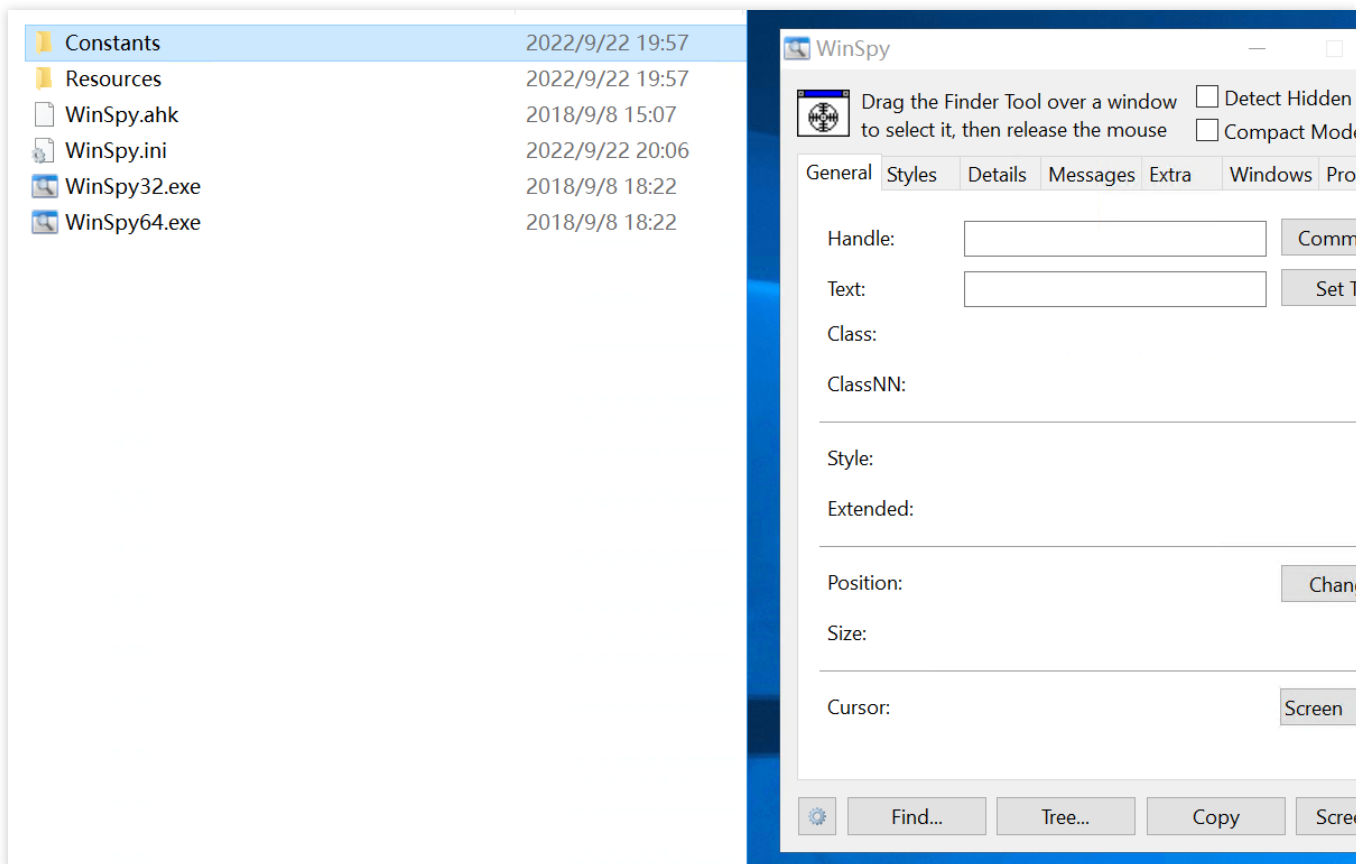 Constants 2022/9/22 19:57
Resources 2022/9/22 19:57
WinSpy.ahk 2018/9/8 15:07
WinSpy.ini 2022/9/22 20:06
WinSpy32.exe 2018/9/8 18:22
WinSpy64.exe 2018/9/8 18:22
WinSpy
Drag the Finder Tool over a window
to select it, then release the mouse
Detect Hidden
Compact Mode
General Styles Details Messages Extra Windows Pro
Handle: Comm
Text: Set T
Class:
ClassNN:
Style:
Extended:
Position: Chang
Size:
Cursor: Screen
Find... Tree... Copy Scree